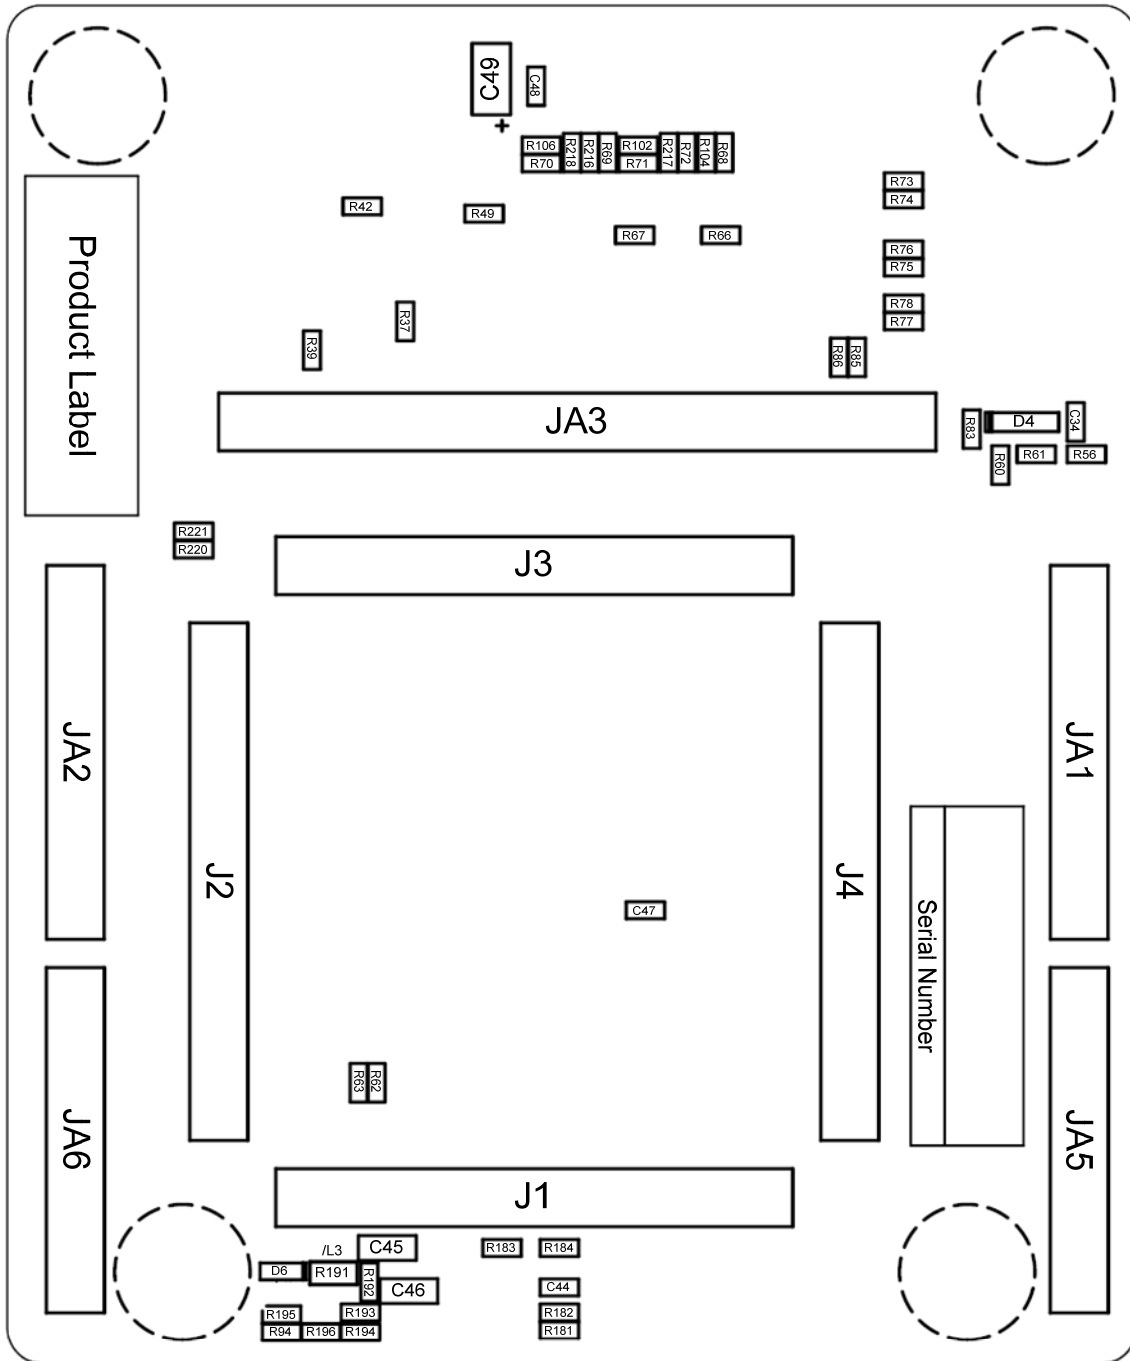 C49
C48
+
R106
R70
R218
R216
R69
R102
R71
R217
R72
R104
R68
R73
R74
R42
R49
R67
R66
R76
R75
R78
R77
R37
R39
R86
R85
Product Label
JA3
R83
D4
C34
R60
R61
R56
R221
R220
J3
JA2
J2
J4
JA1
C47
Serial Number
R63
R62
JA6
JA5
J1
/L3
C45
R183
R184
D6
R191
R192
C46
C44
R195
R193
R182
R94
R196
R194
R181